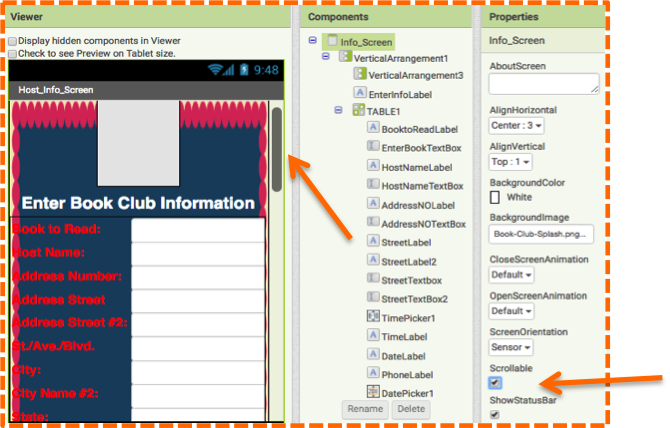 Viewer
Display hidden components in Viewer
Check to see Preview on Tablet size.
9:48
Host_Info_Screen
Enter Book Club Information
Book to Read:
Host Name:
Address Number:
Address Street
Address Street #2:
St./Ave./Blvd.
City:
City Name #2:
State:
Components
Info_Screen
VerticalArrangement1
VerticalArrangement3
EnterInfoLabel
TABLE1
BooktoReadLabel
EnterBookTextBox
HostNameLabel
HostNameTextBox
AddressNOLabel
AddressNOTextBox
StreetLabel
StreetLabel2
StreetTextbox
StreetTextBox2
TimePicker1
TimeLabel
DateLabel
PhoneLabel
DatePicker1
Rename Delete
Properties
Info_Screen
AboutScreen
AlignHorizontal
Center : 3
AlignVertical
Top : 1
BackgroundColor
White
BackgroundImage
Book-Club-Splash.png...
CloseScreenAnimation
Default
OpenScreenAnimation
Default
ScreenOrientation
Sensor
Scrollable
ShowStatusBar